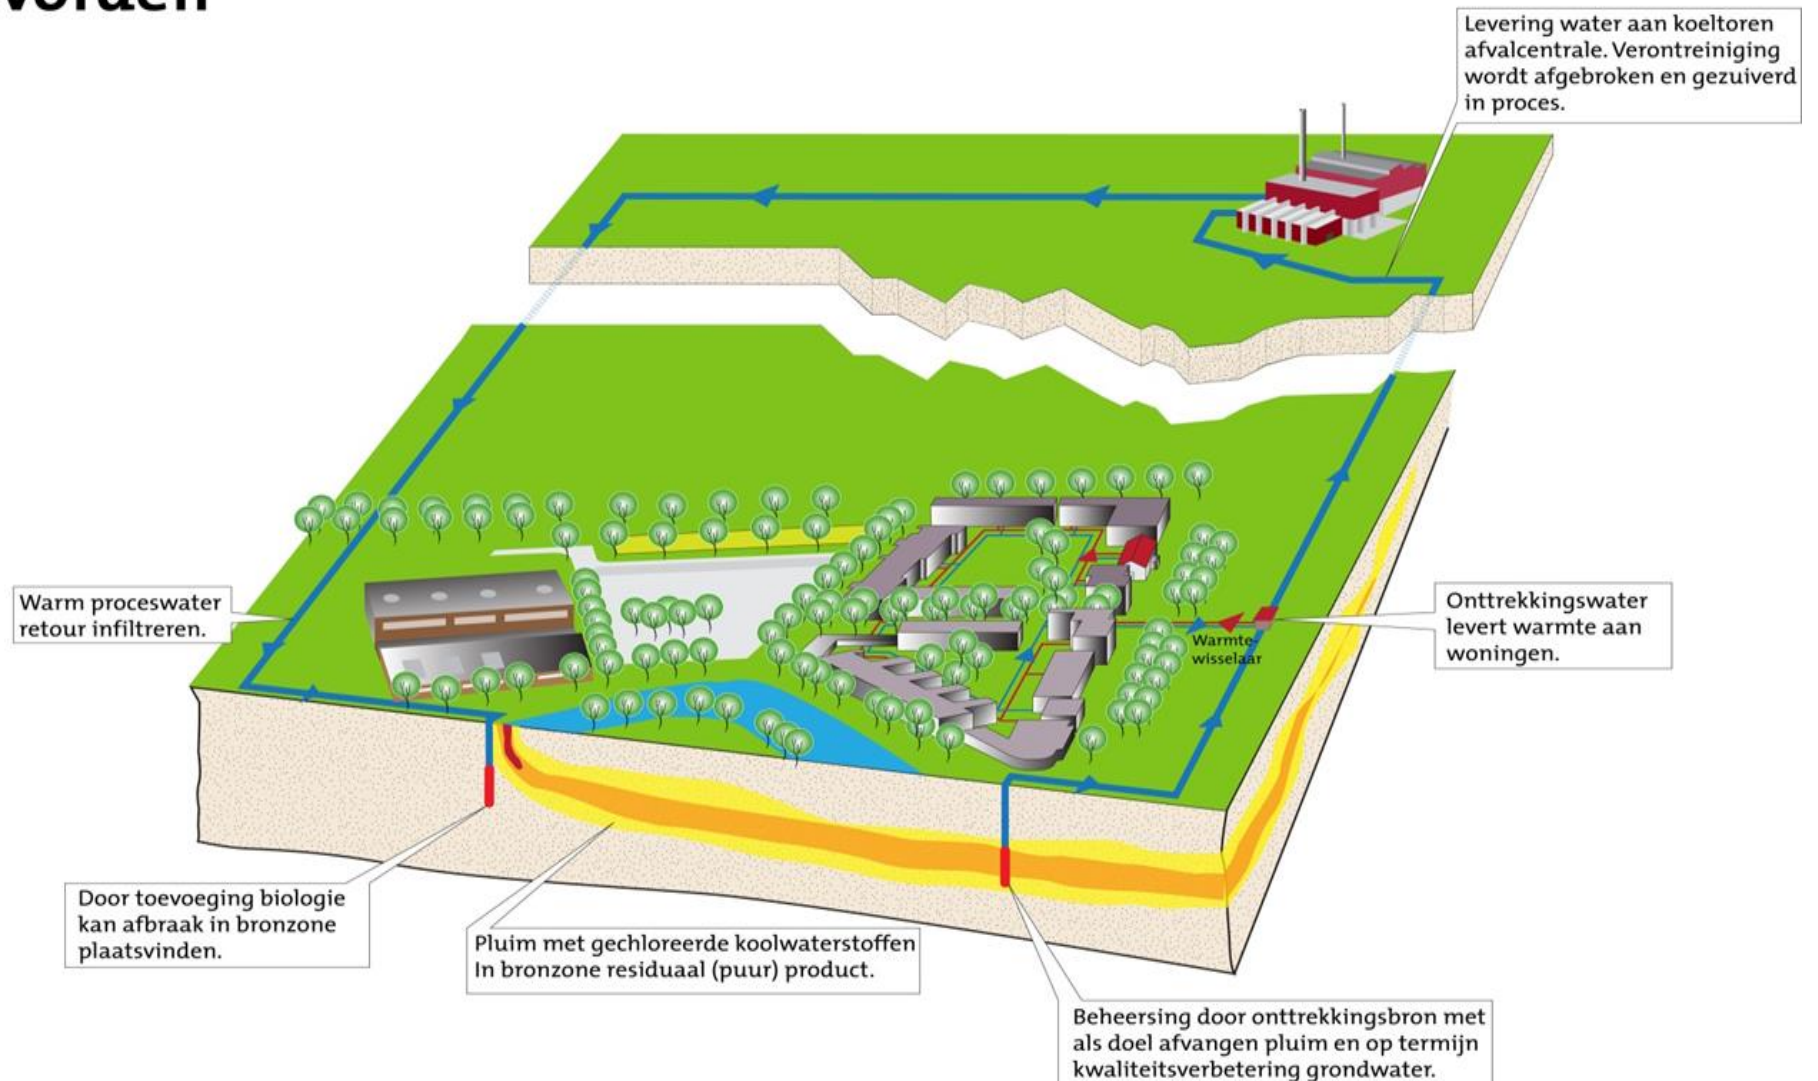 Levering water aan koeltoren
afvalcentrale. Verontreiniging
wordt afgebroken en gezuiverd
in proces.
Warm proceswater
retour infiltreren.
Onttrekkingswater
levert warmte aan
woningen.
Warmte-
wisselaar
Door toevoeging biologie
kan afbraak in bronzone
plaatsvinden.
Pluim met gechloreerde koolwaterstoffen
In bronzone residuaal (puur) product.
Beheersing door onttrekkingsbron met
als doel afvangen pluim en op termijn
kwaliteitsverbetering grondwater.